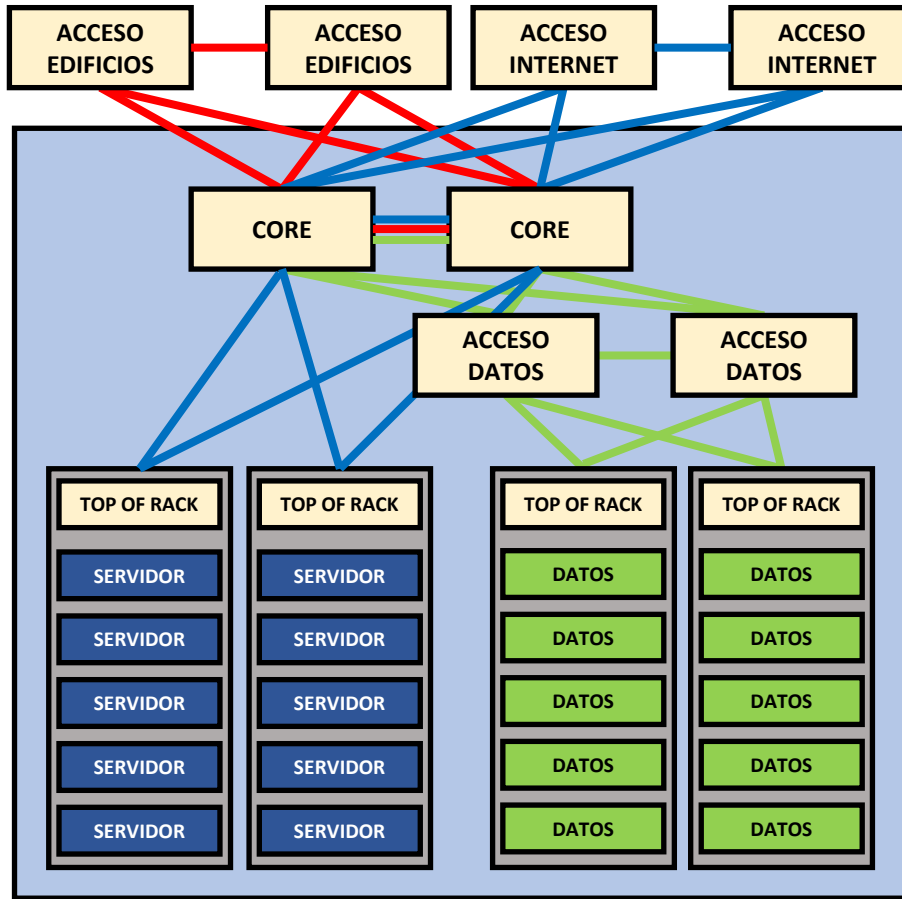 ACCESO
EDIFICIOS
ACCESO
EDIFICIOS
ACCESO
INTERNET
ACCESO
INTERNET
CORE
CORE
ACCESO
DATOS
ACCESO
DATOS
TOP OF RACK
TOP OF RACK
TOP OF RACK
TOP OF RACK
SERVIDOR
SERVIDOR
DATOS
DATOS
SERVIDOR
SERVIDOR
DATOS
DATOS
SERVIDOR
SERVIDOR
DATOS
DATOS
SERVIDOR
SERVIDOR
DATOS
DATOS
SERVIDOR
SERVIDOR
DATOS
DATOS